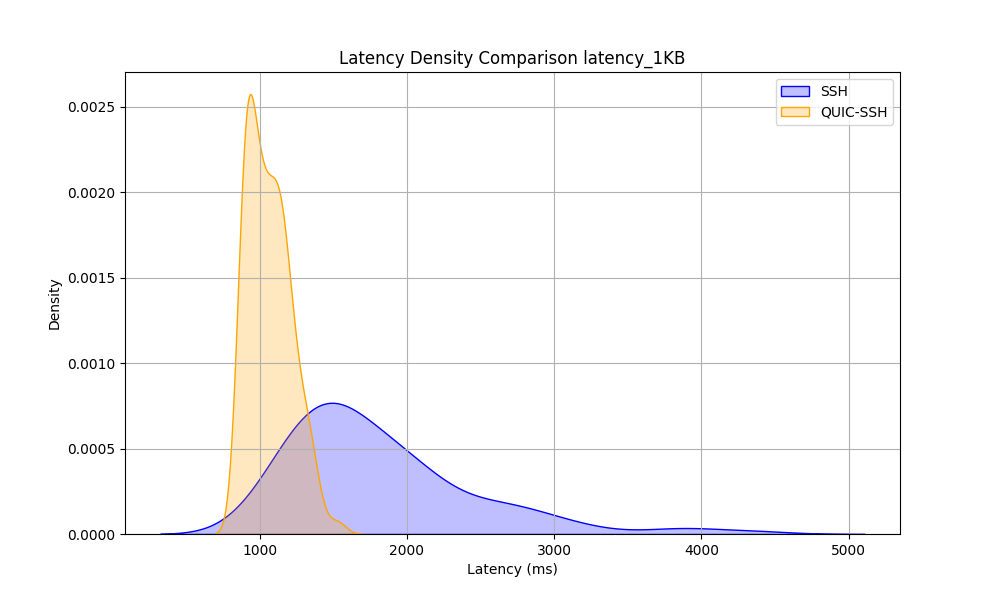 Latency Density Comparison latency_1KB
SSH
QUIC-SSH
0.0025
0.0020
0.0015
0.0010
0.0005
0.0000
Density
1000 2000 3000 4000 5000
Latency (ms)